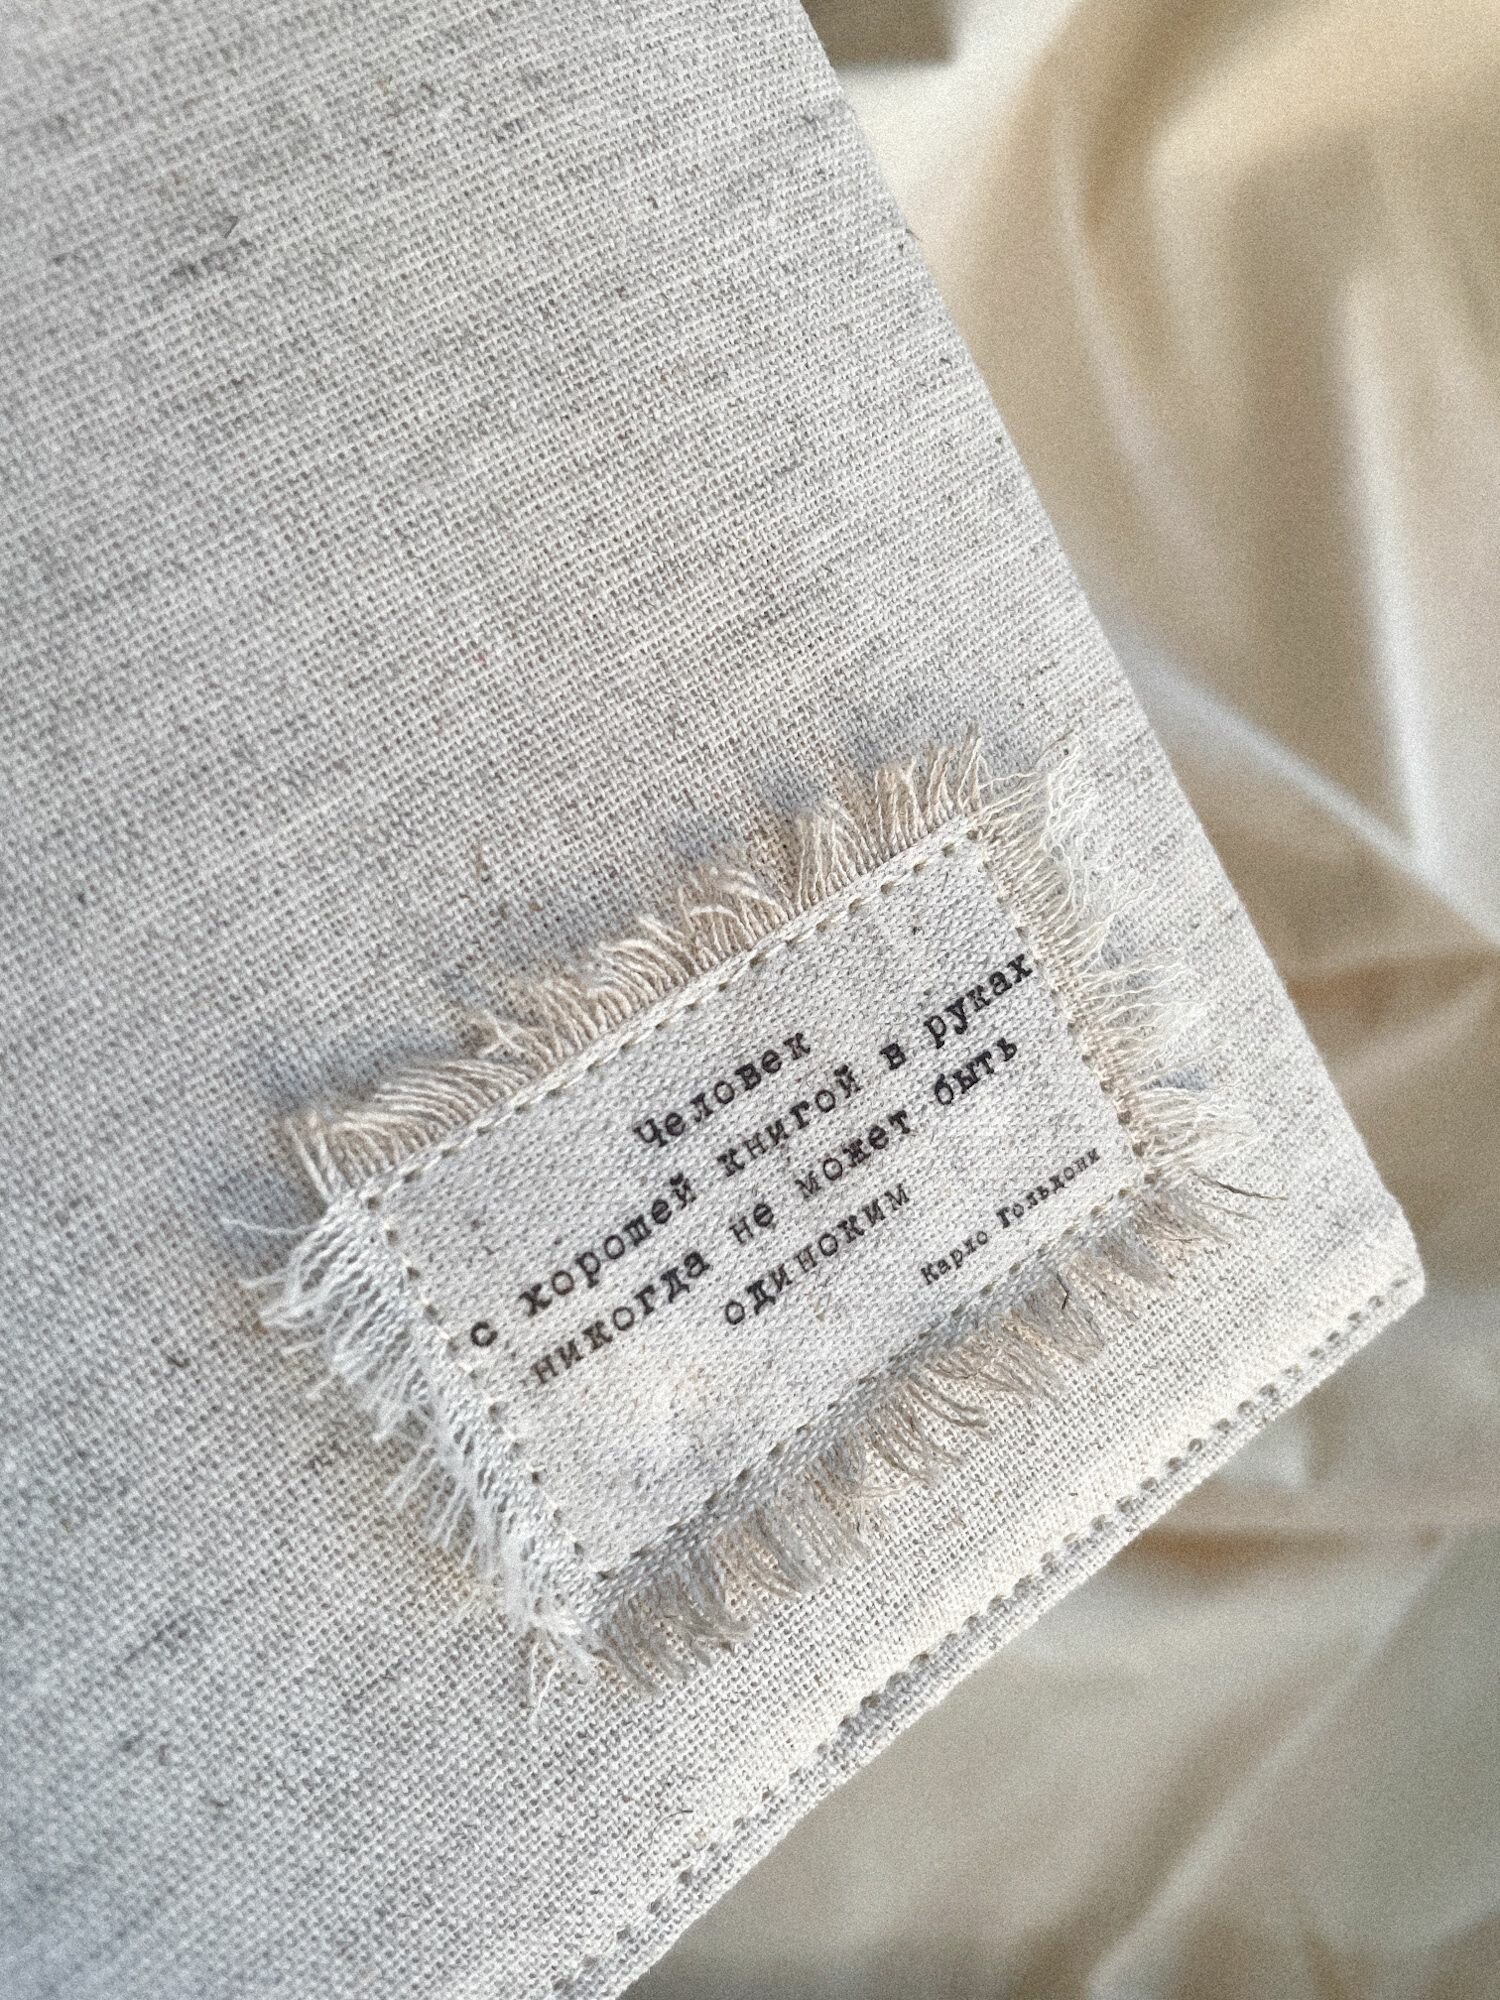 Человек
с хорошей книгой в руках
никогда не может быть
одиноким
Карло Гольдони